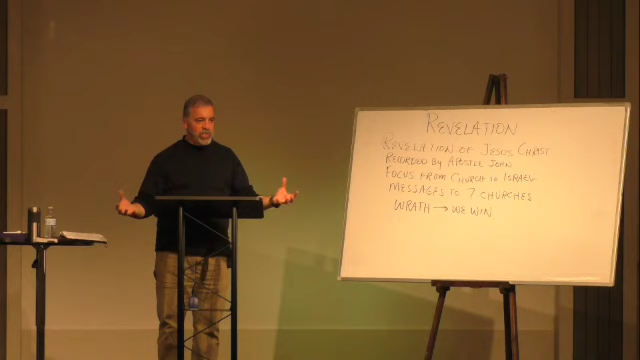 REVELATION
REVELATION OF JESUS CHRIST
RECORDED BY APOSTLE JOHN
FOCUS FROM CHURCH to ISRAEL
MESSAGES TO 7 CHURCHES
WRATH → WE WIN